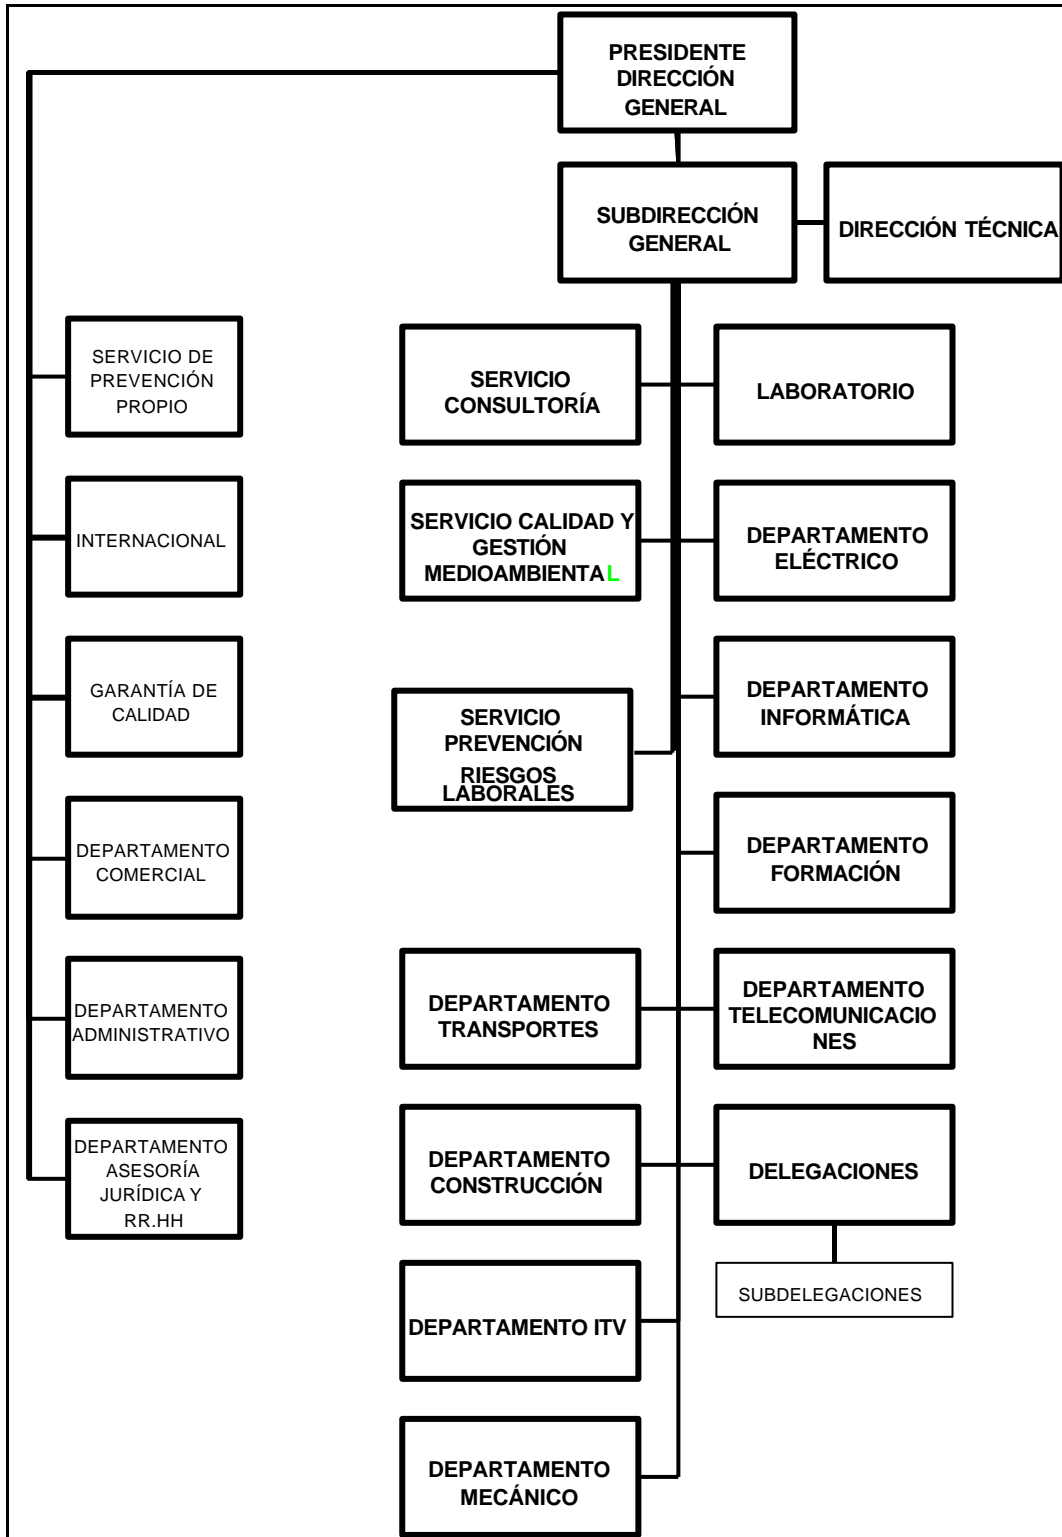 PRESIDENTE
DIRECCIÓN
GENERAL
SUBDIRECCIÓN
GENERAL
DIRECCIÓN TÉCNICA
SERVICIO DE
PREVENCIÓN
PROPIO
SERVICIO
CONSULTORÍA
LABORATORIO
INTERNACIONAL
SERVICIO CALIDAD Y
GESTIÓN
MEDIOAMBIENTAL
DEPARTAMENTO
ELÉCTRICO
GARANTÍA DE
CALIDAD
SERVICIO
PREVENCIÓN
RIESGOS
LABORALES
DEPARTAMENTO
INFORMÁTICA
DEPARTAMENTO
COMERCIAL
DEPARTAMENTO
FORMACIÓN
DEPARTAMENTO
ADMINISTRATIVO
DEPARTAMENTO
TRANSPORTES
DEPARTAMENTO
TELECOMUNICACIO
NES
DEPARTAMENTO
ASESORÍA
JURÍDICA Y
RR.HH
DEPARTAMENTO
CONSTRUCCIÓN
DELEGACIONES
SUBDELEGACIONES
DEPARTAMENTO ITV
DEPARTAMENTO
MECÁNICO